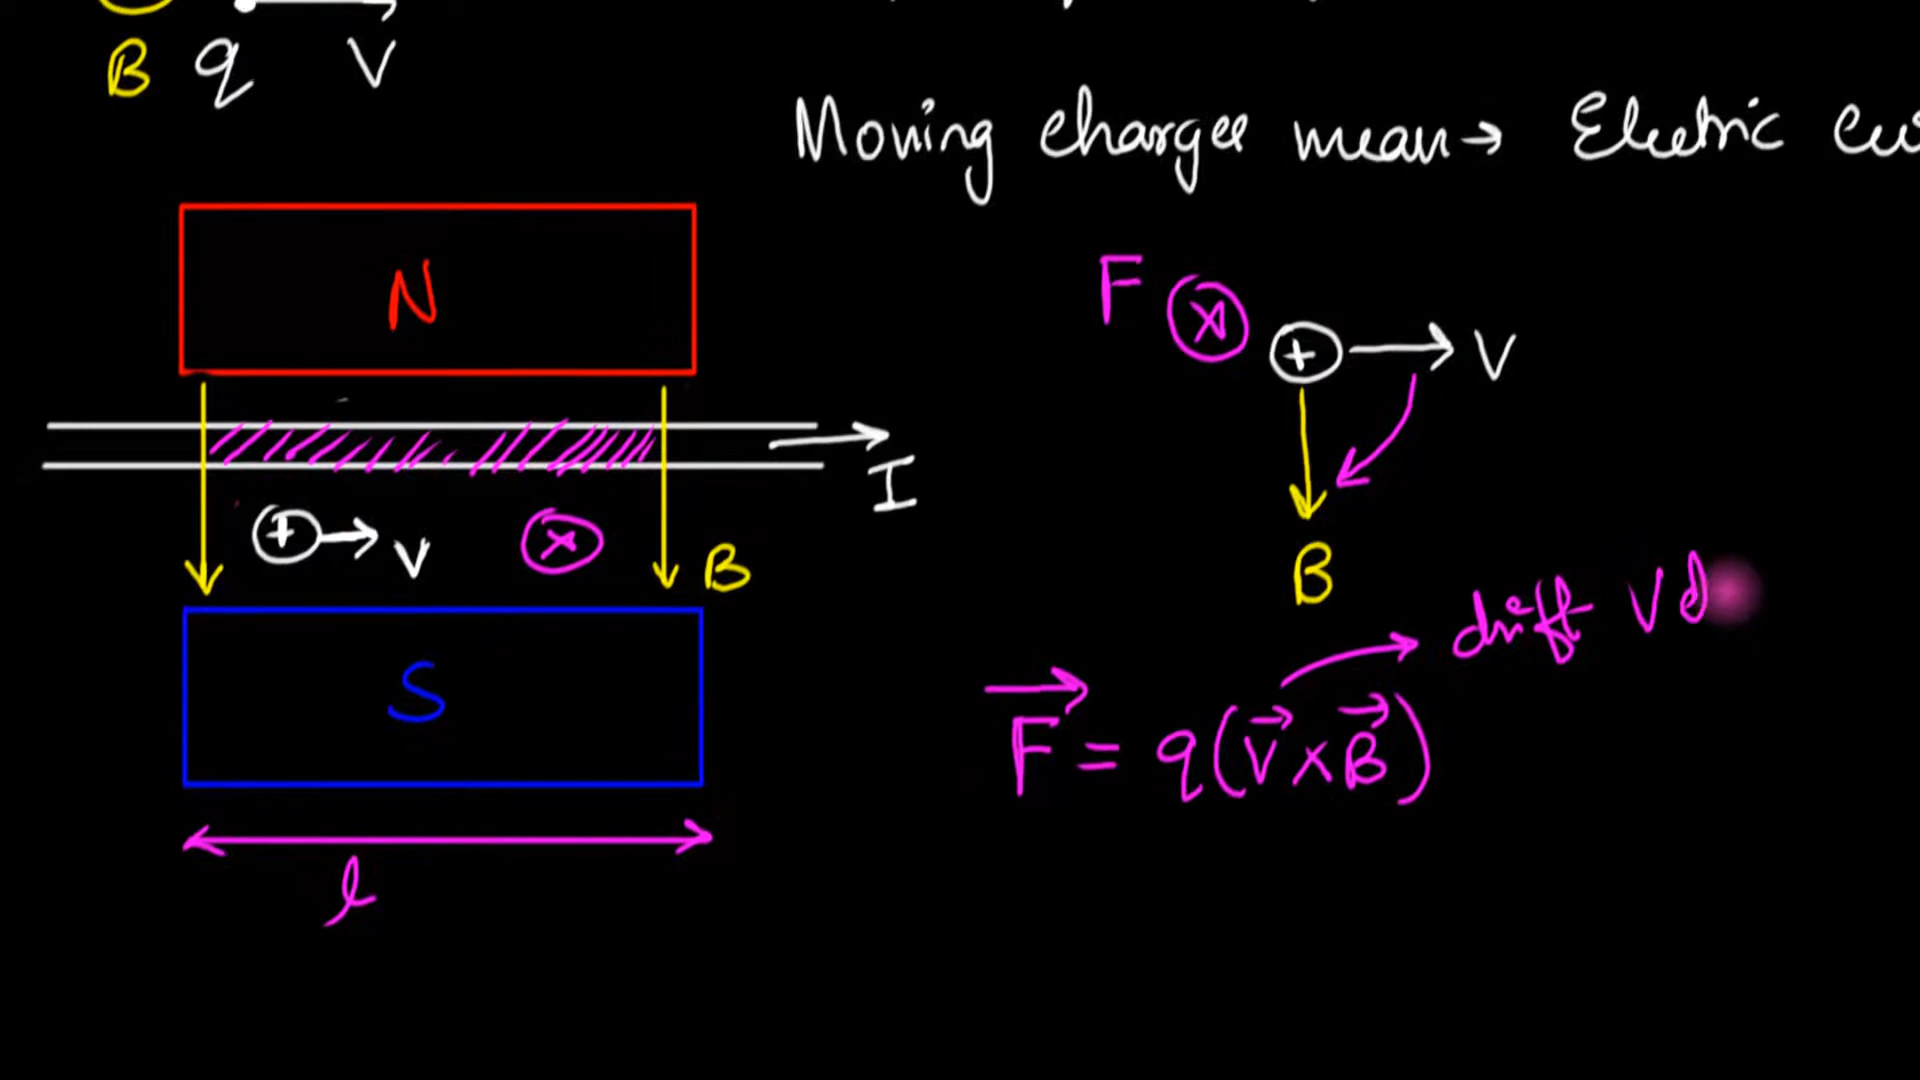 B q V
Moving charges mean→ Electric
N
F ⊗ ⊕ → V
I
⊕→ V ⊗ B
B
drift Vd
S
F⃗ = q(v⃗×B⃗)
l